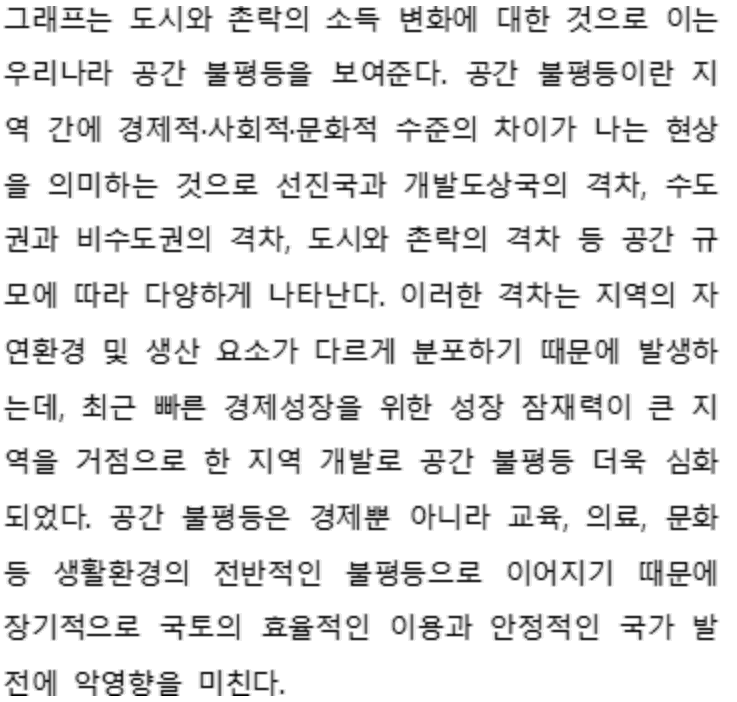 그래프는 도시와 촌락의 소득 변화에 대한 것으로 이는
우리나라 공간 불평등을 보여준다. 공간 불평등이란 지
역 간에 경제적·사회적·문화적 수준의 차이가 나는 현상
을 의미하는 것으로 선진국과 개발도상국의 격차, 수도
권과 비수도권의 격차, 도시와 촌락의 격차 등 공간 규
모에 따라 다양하게 나타난다. 이러한 격차는 지역의 자
연환경 및 생산 요소가 다르게 분포하기 때문에 발생하
는데, 최근 빠른 경제성장을 위한 성장 잠재력이 큰 지
역을 거점으로 한 지역 개발로 공간 불평등 더욱 심화
되었다. 공간 불평등은 경제뿐 아니라 교육, 의료, 문화
등 생활환경의 전반적인 불평등으로 이어지기 때문에
장기적으로 국토의 효율적인 이용과 안정적인 국가 발
전에 악영향을 미친다.